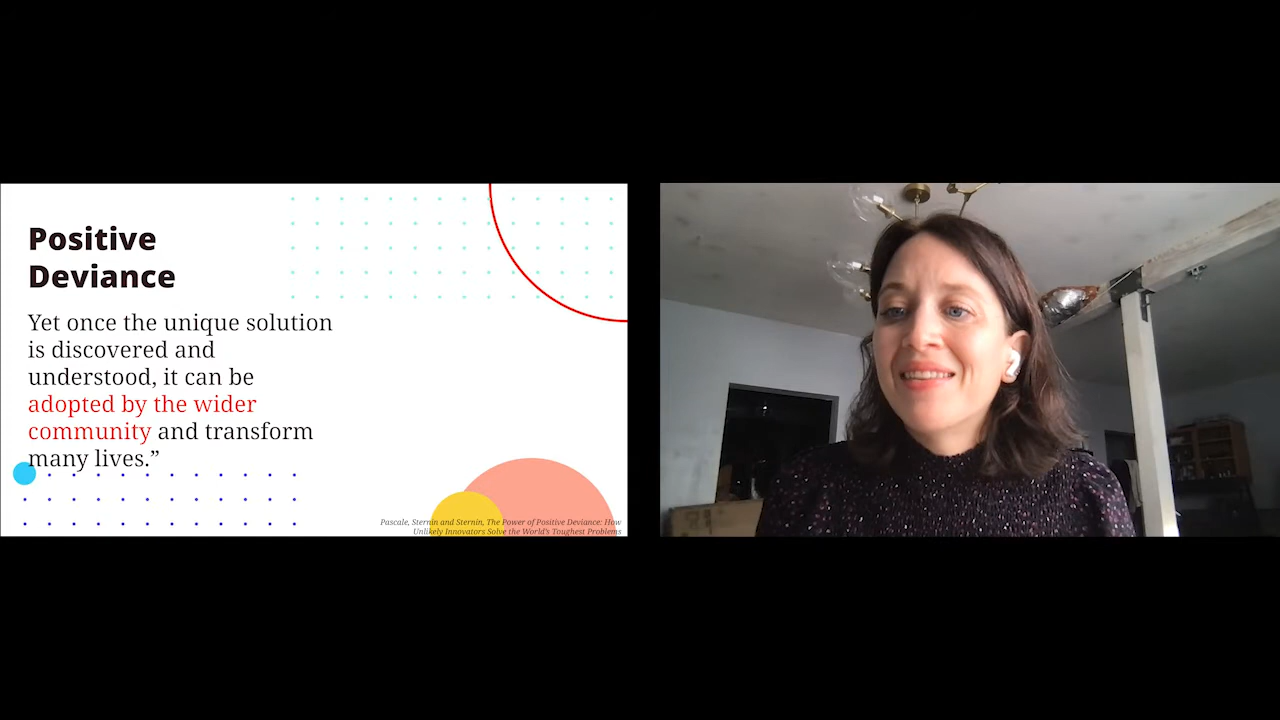 Positive
Deviance
Yet once the unique solution
is discovered and
understood, it can be
adopted by the wider
community and transform
many lives.”
Pascale, Sternin and Sternin, The Power of Positive Deviance: How
Unlikely Innovators Solve the World's Toughest Problems